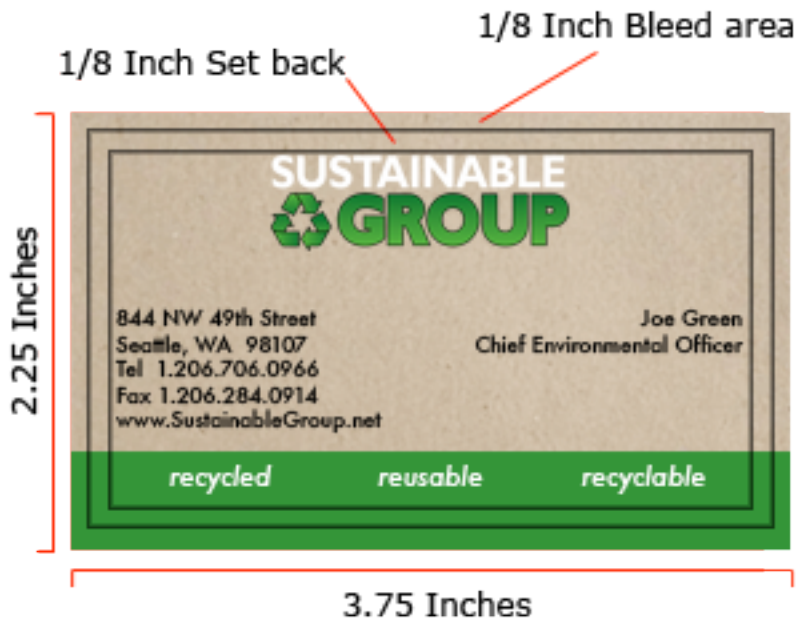 1/8 Inch Bleed area
1/8 Inch Set back
SUSTAINABLE
GROUP
2.25 Inches
844 NW 49th Street
Seattle, WA 98107
Tel 1.206.706.0966
Fax 1.206.284.0914
www.SustainableGroup.net
Joe Green
Chief Environmental Officer
recycled reusable recyclable
3.75 Inches